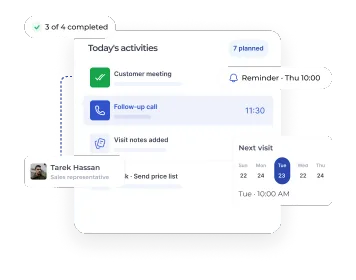 3 of 4 completed
Today's activities
7 planned
Customer meeting
Reminder · Thu 10:00
Follow-up call
11:30
Visit notes added
Next visit
Sun Mon Tue Wed Thu
22 24 23 22 24
Tue · 10:00 AM
Tarek Hassan
Sales representative
k · Send price list